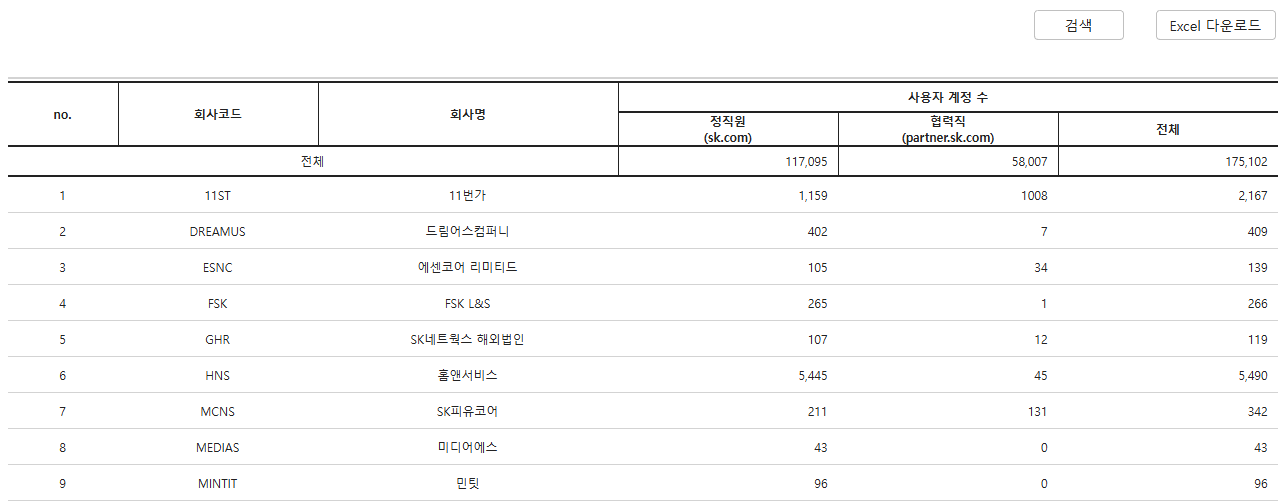 검색 Excel 다운로드
no. 회사코드 회사명 사용자 계정 수
정직원 협력직 전체
(sk.com) (partner.sk.com)
전체 117,095 58,007 175,102
1 11ST 11번가 1,159 1008 2,167
2 DREAMUS 드림어스컴퍼니 402 7 409
3 ESNC 에센코어 리미티드 105 34 139
4 FSK FSK L&S 265 1 266
5 GHR SK네트웍스 해외법인 107 12 119
6 HNS 홈앤서비스 5,445 45 5,490
7 MCNS SK피유코어 211 131 342
8 MEDIAS 미디어에스 43 0 43
9 MINTIT 민팃 96 0 96